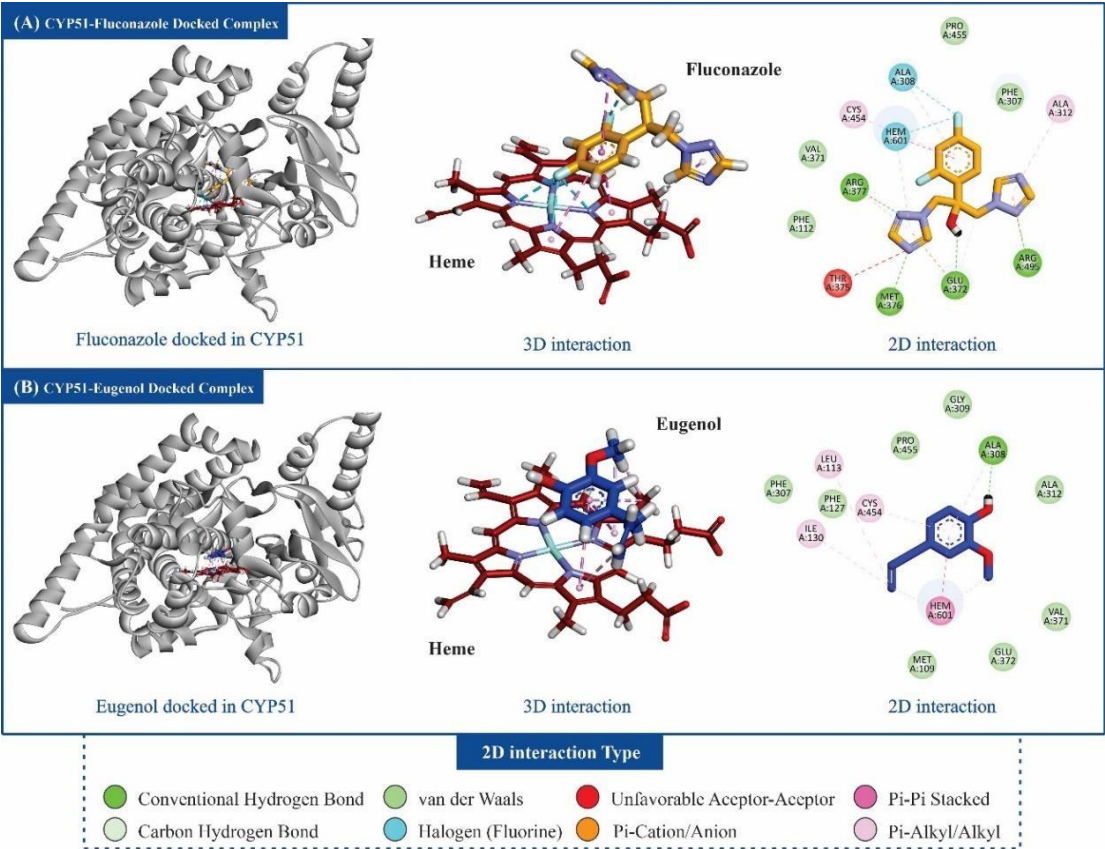 (A) CYP51-Fluconazole Docked Complex
Fluconazole
Heme
PRO
A:455
ALA
A:308
PHE
A:307
ALA
A:312
CYS
A:454
HEM
A:601
VAL
A:371
ARG
A:377
PHE
A:112
THR
A:375
MET
A:376
GLU
A:372
ARG
A:495
Fluconazole docked in CYP51
3D interaction
2D interaction
(B) CYP51-Eugenol Docked Complex
Eugenol
Heme
GLY
A:309
PRO
A:455
ALA
A:308
LEU
A:113
PHE
A:307
PHE
A:127
CYS
A:454
ALA
A:312
ILE
A:130
HEM
A:601
VAL
A:371
MET
A:109
GLU
A:372
Eugenol docked in CYP51
3D interaction
2D interaction
2D interaction Type
Conventional Hydrogen Bond
van der Waals
Unfavorable Aceptor-Aceptor
Pi-Pi Stacked
Carbon Hydrogen Bond
Halogen (Fluorine)
Pi-Cation/Anion
Pi-Alkyl/Alkyl